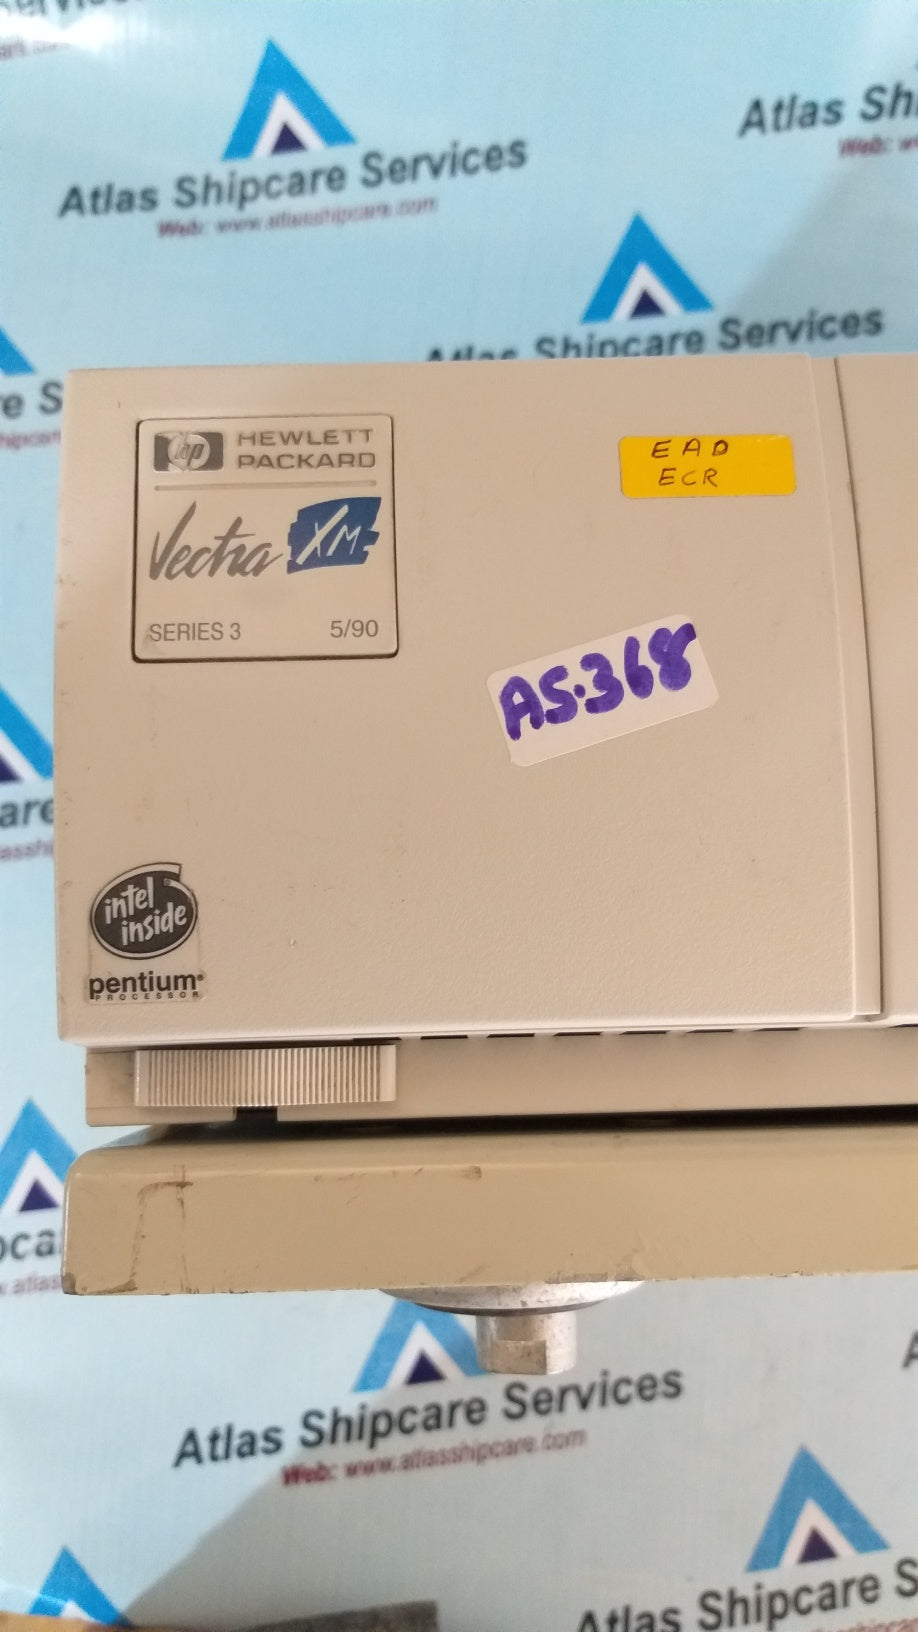 Atlas Shipcare Services
Web: www.atlasshipcare.com
Atlas Sh
Web: w
Atlas Shipcare Services
hp HEWLETT
PACKARD
Vectra XM
SERIES 3 5/90
EAD
ECR
AS.368
intel
inside
pentium®
PROCESSOR
Atlas Shipcare Services
Web: www.atlasshipcare.com
Atlas Shipcare S